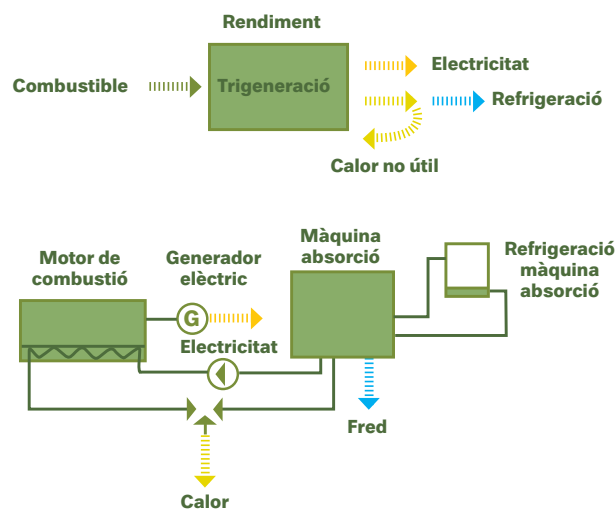 Rendiment
Combustible
Trigeneració
Electricitat
Refrigeració
Calor no útil
Motor de
combustió
Generador
elèctric
Màquina
absorció
Refrigeració
màquina
absorció
G
Electricitat
Fred
Calor